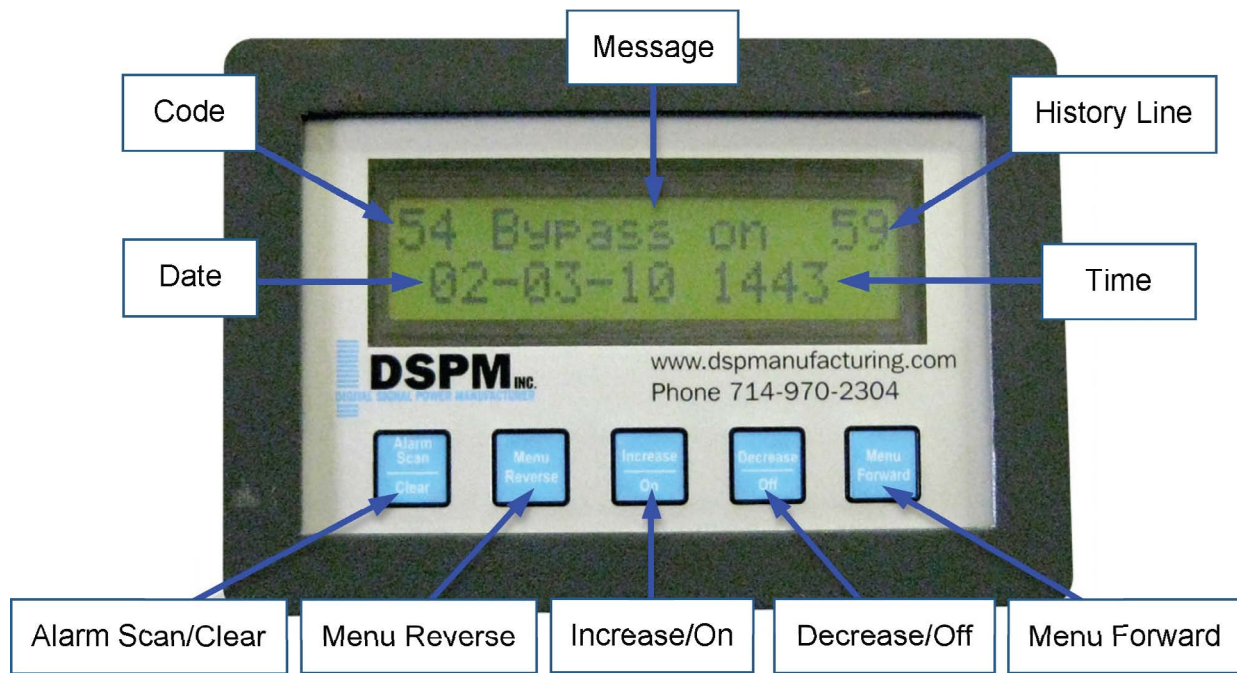 Message
Code
History Line
54 Bypass on 59
Date
02-03-10 1443
Time
DSPM INC.
DIGITAL SIGNAL POWER MANUFACTURER
www.dspmanufacturing.com
Phone 714-970-2304
Alarm Scan
Clear
Menu Reverse
Increase
On
Decrease
Off
Menu Forward
Alarm Scan/Clear
Menu Reverse
Increase/On
Decrease/Off
Menu Forward